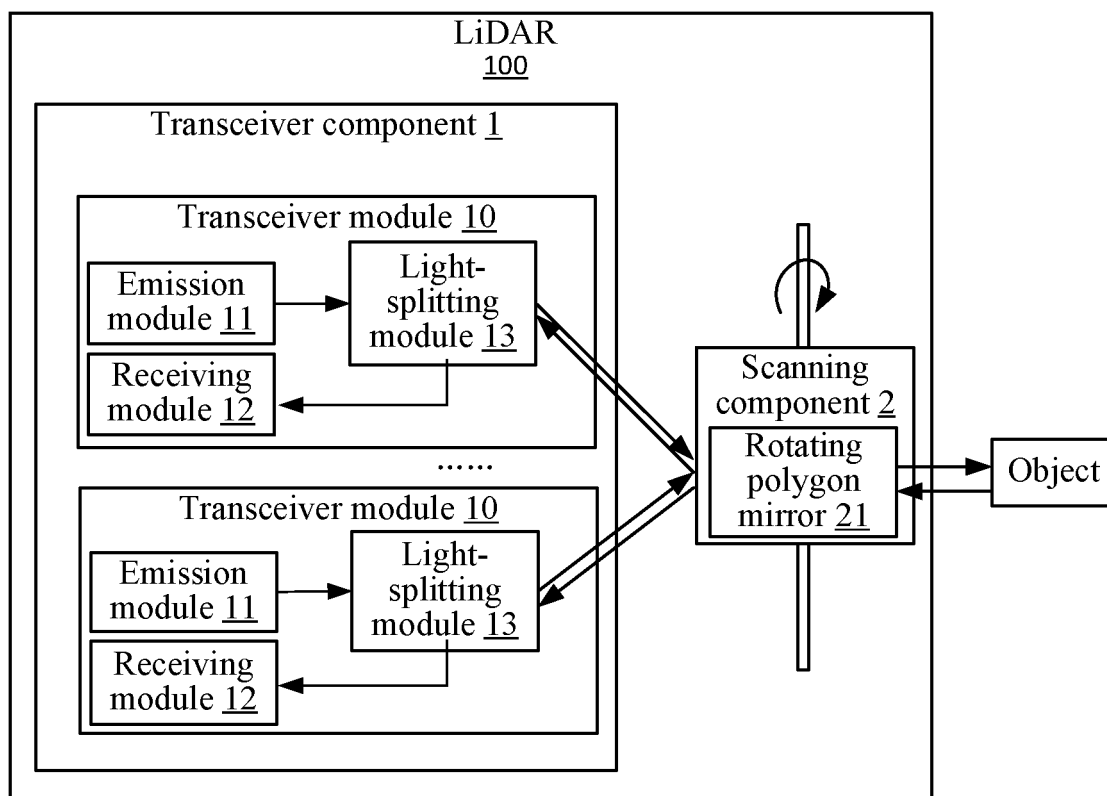 LiDAR
100
Transceiver component 1
Transceiver module 10
Emission
module 11
Light-
splitting
module 13
Receiving
module 12
......
Transceiver module 10
Emission
module 11
Light-
splitting
module 13
Receiving
module 12
Scanning
component 2
Rotating
polygon
mirror 21
Object